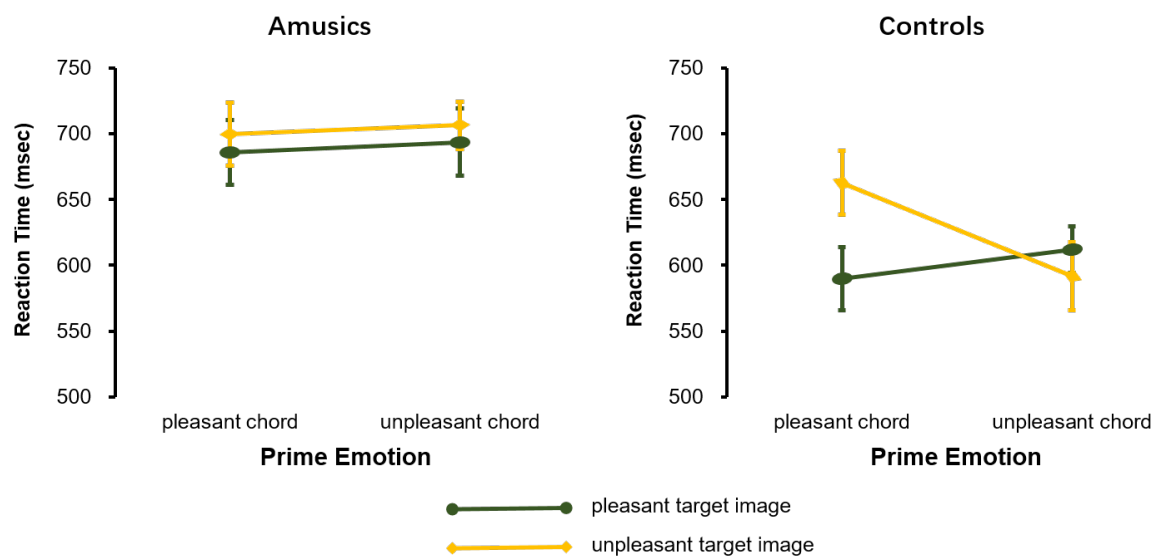 Amusics
Reaction Time (msec)
750
700
650
600
550
500
pleasant chord unpleasant chord
Prime Emotion
Controls
Reaction Time (msec)
750
700
650
600
550
500
pleasant chord unpleasant chord
Prime Emotion
pleasant target image
unpleasant target image